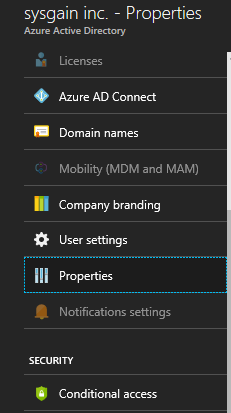 sysgain inc. - Properties
Azure Active Directory
Licenses
Azure AD Connect
Domain names
Mobility (MDM and MAM)
Company branding
User settings
Properties
Notifications settings
SECURITY
Conditional access